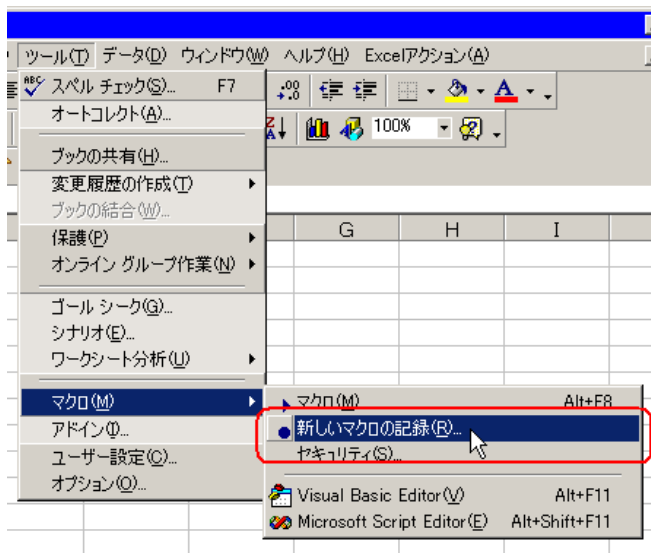 ツール(T) データ(D) ウィンドウ(W) ヘルプ(H) Excelアクション(A)
ABC スペル チェック(S)... F7
オートコレクト(A)...
100%
ブックの共有(H)...
変更履歴の作成(T)
ブックの結合(W)...
保護(P)
オンライン グループ作業(N)
G H I
ゴール シーク(G)...
シナリオ(E)...
ワークシート分析(U)
マクロ(M)
アドイン(I)...
ユーザー設定(C)...
オプション(O)...
マクロ(M) Alt+F8
新しいマクロの記録(R)...
セキュリティ(S)...
Visual Basic Editor(V) Alt+F11
Microsoft Script Editor(E) Alt+Shift+F11